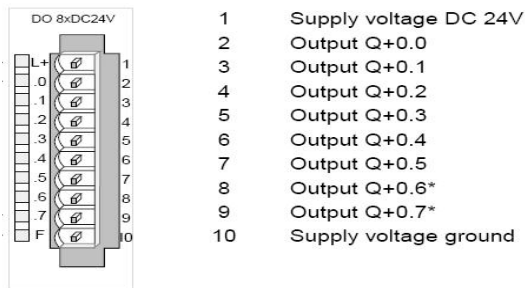 DO 8xDC24V
L+ 1
.0 2
.1 3
.2 4
.3 5
.4 6
.5 7
.6 8
.7 9
F 10
1 Supply voltage DC 24V
2 Output Q+0.0
3 Output Q+0.1
4 Output Q+0.2
5 Output Q+0.3
6 Output Q+0.4
7 Output Q+0.5
8 Output Q+0.6*
9 Output Q+0.7*
10 Supply voltage ground